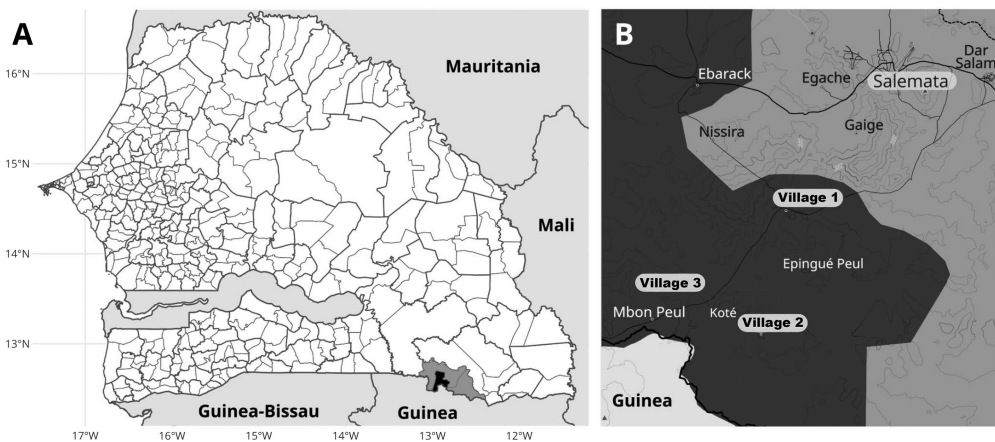 A
Mauritania
Mali
Guinea-Bissau
Guinea
16°N
15°N
14°N
13°N
17°W
16°W
15°W
14°W
13°W
12°W
B
Ebarack
Egache
Dar
Salam
Salemata
Nissira
Gaige
Village 1
Epingué Peul
Village 3
Mbon Peul
Koté
Village 2
Guinea